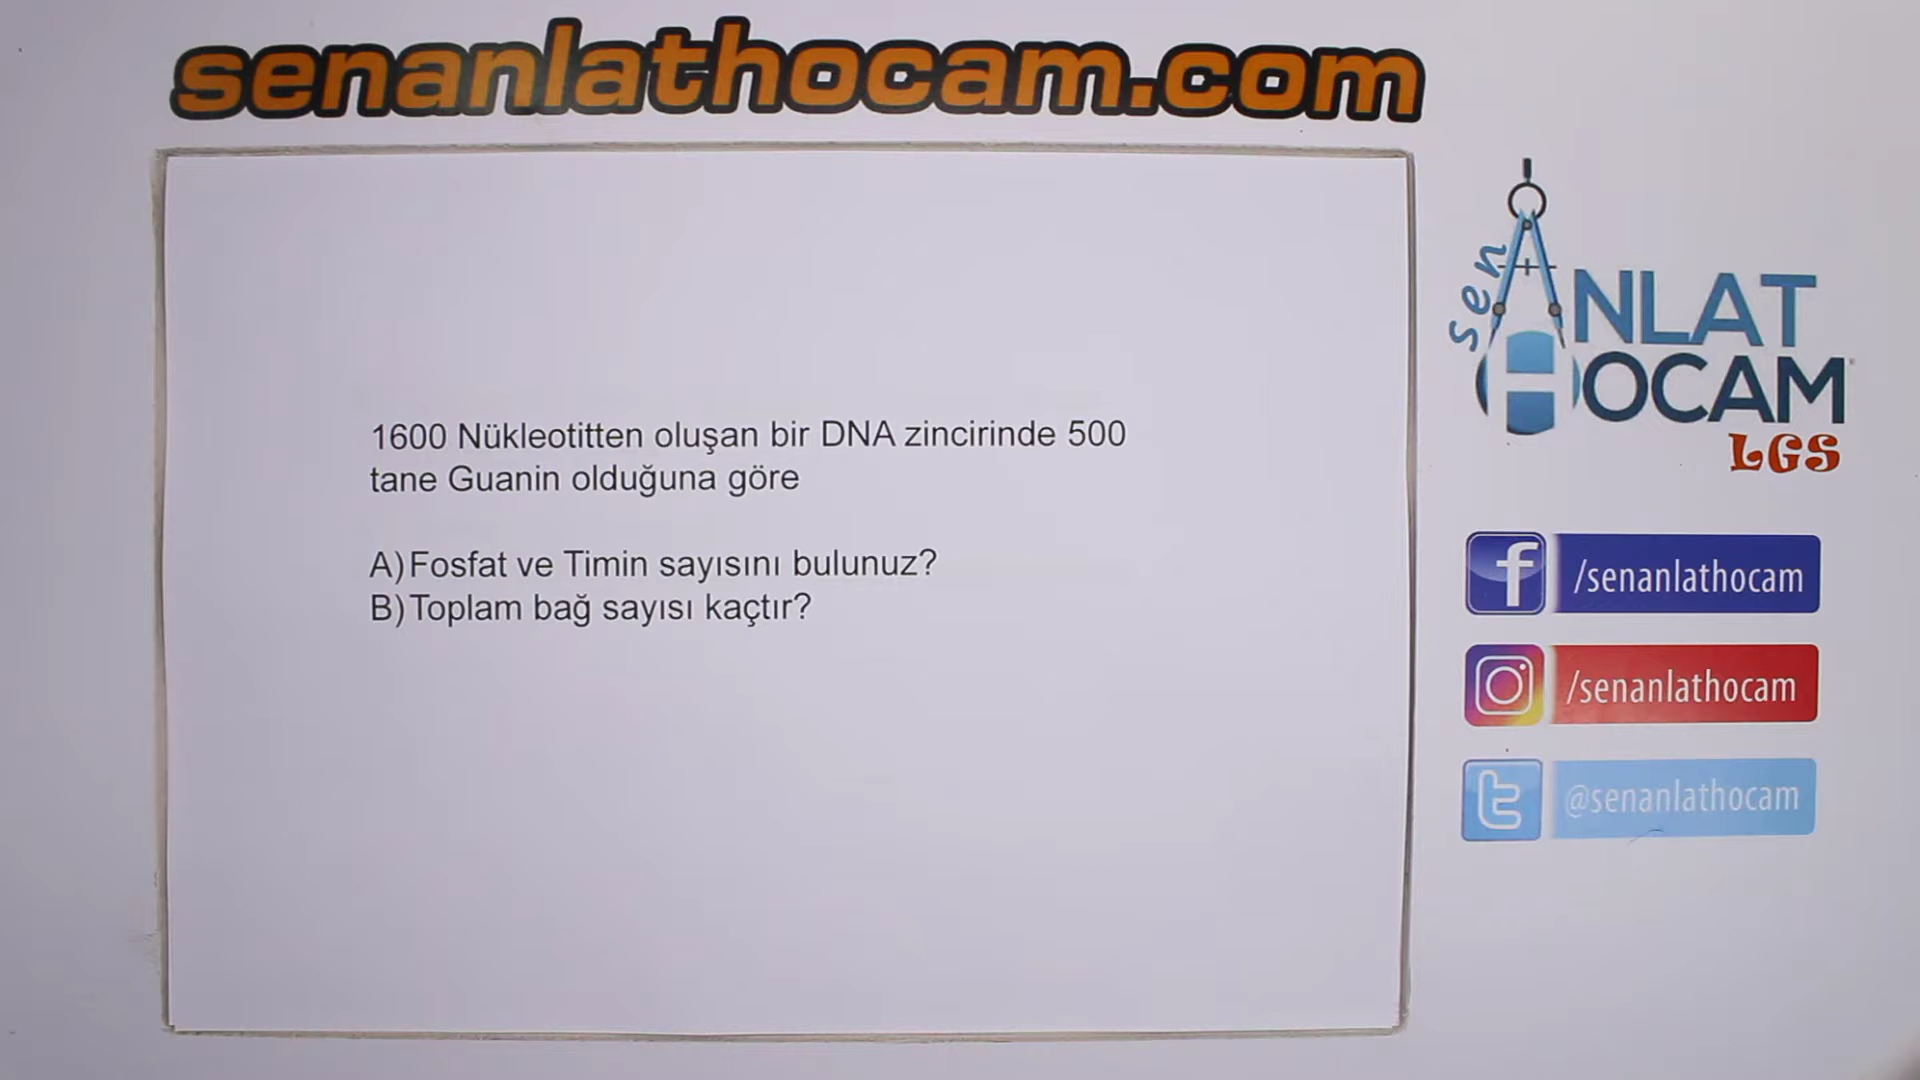 senanlathocam.com
sen
ANLAT
HOCAM
LGS
1600 Nükleotitten oluşan bir DNA zincirinde 500
tane Guanin olduğuna göre
A) Fosfat ve Timin sayısını bulunuz?
B) Toplam bağ sayısı kaçtır?
/senanlathocam
/senanlathocam
@senanlathocam